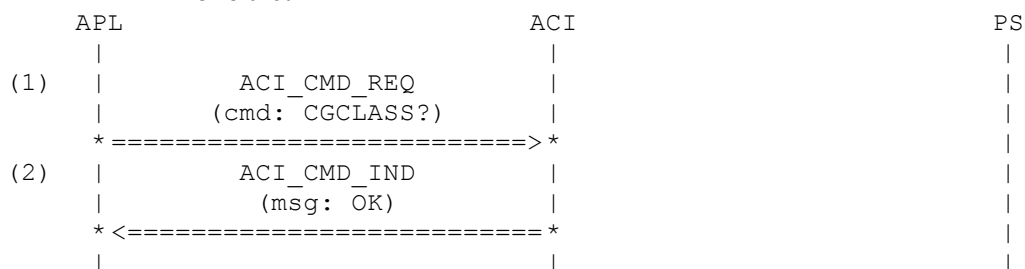 APL ACI PS
| | |
(1) | ACI_CMD_REQ | |
| (cmd: CGCLASS?) | |
*==========================>* |
(2) | ACI_CMD_IND | |
| (msg: OK) | |
*<==========================* |
| | |